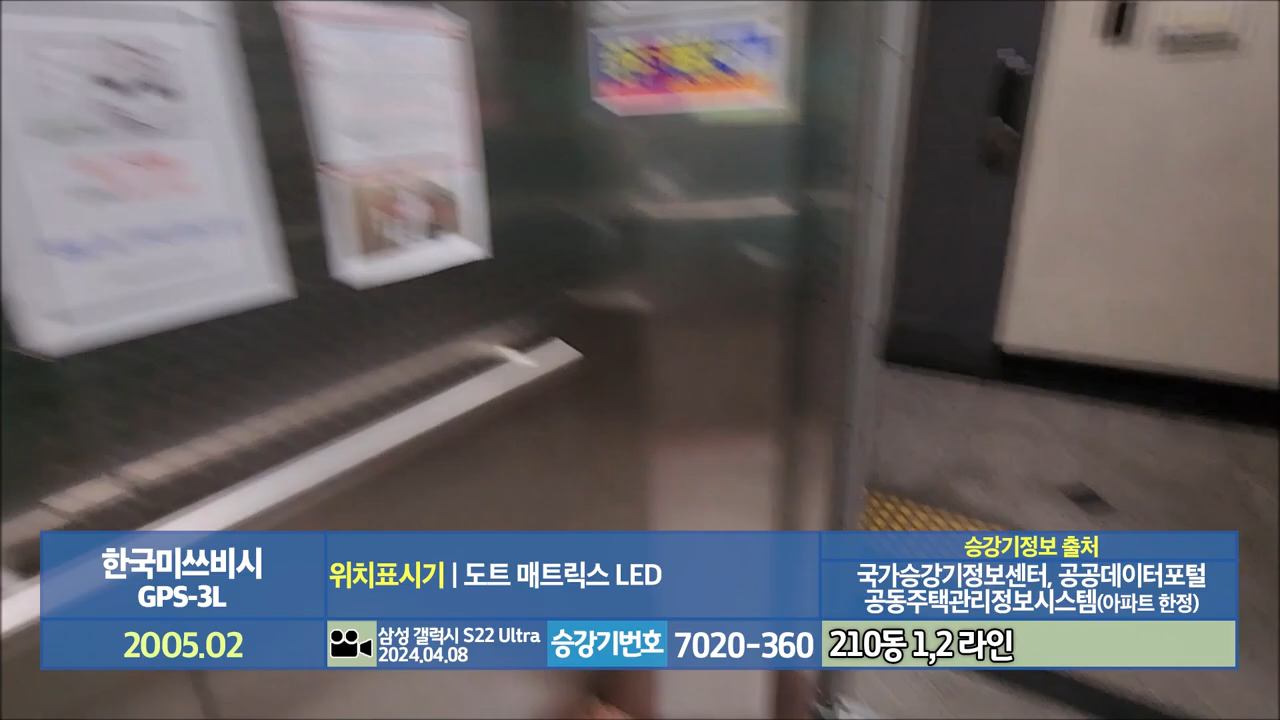 한국미쓰비시
GPS-3L
위치표시기 | 도트 매트릭스 LED
승강기정보 출처
국가승강기정보센터, 공공데이터포털
공동주택관리정보시스템(아파트 한정)
2005.02
삼성 갤럭시 S22 Ultra
2024.04.08
승강기번호 7020-360
210동 1,2 라인